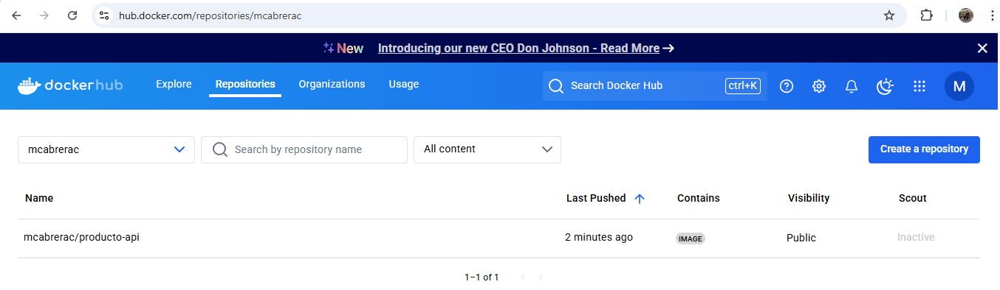 hub.docker.com/repositories/mcabrerac
New Introducing our new CEO Don Johnson - Read More
dockerhub Explore Repositories Organizations Usage Search Docker Hub ctrl+K M
mcabrerac Search by repository name All content Create a repository
Name Last Pushed Contains Visibility Scout
mcabrerac/producto-api 2 minutes ago IMAGE Public Inactive
1–1 of 1